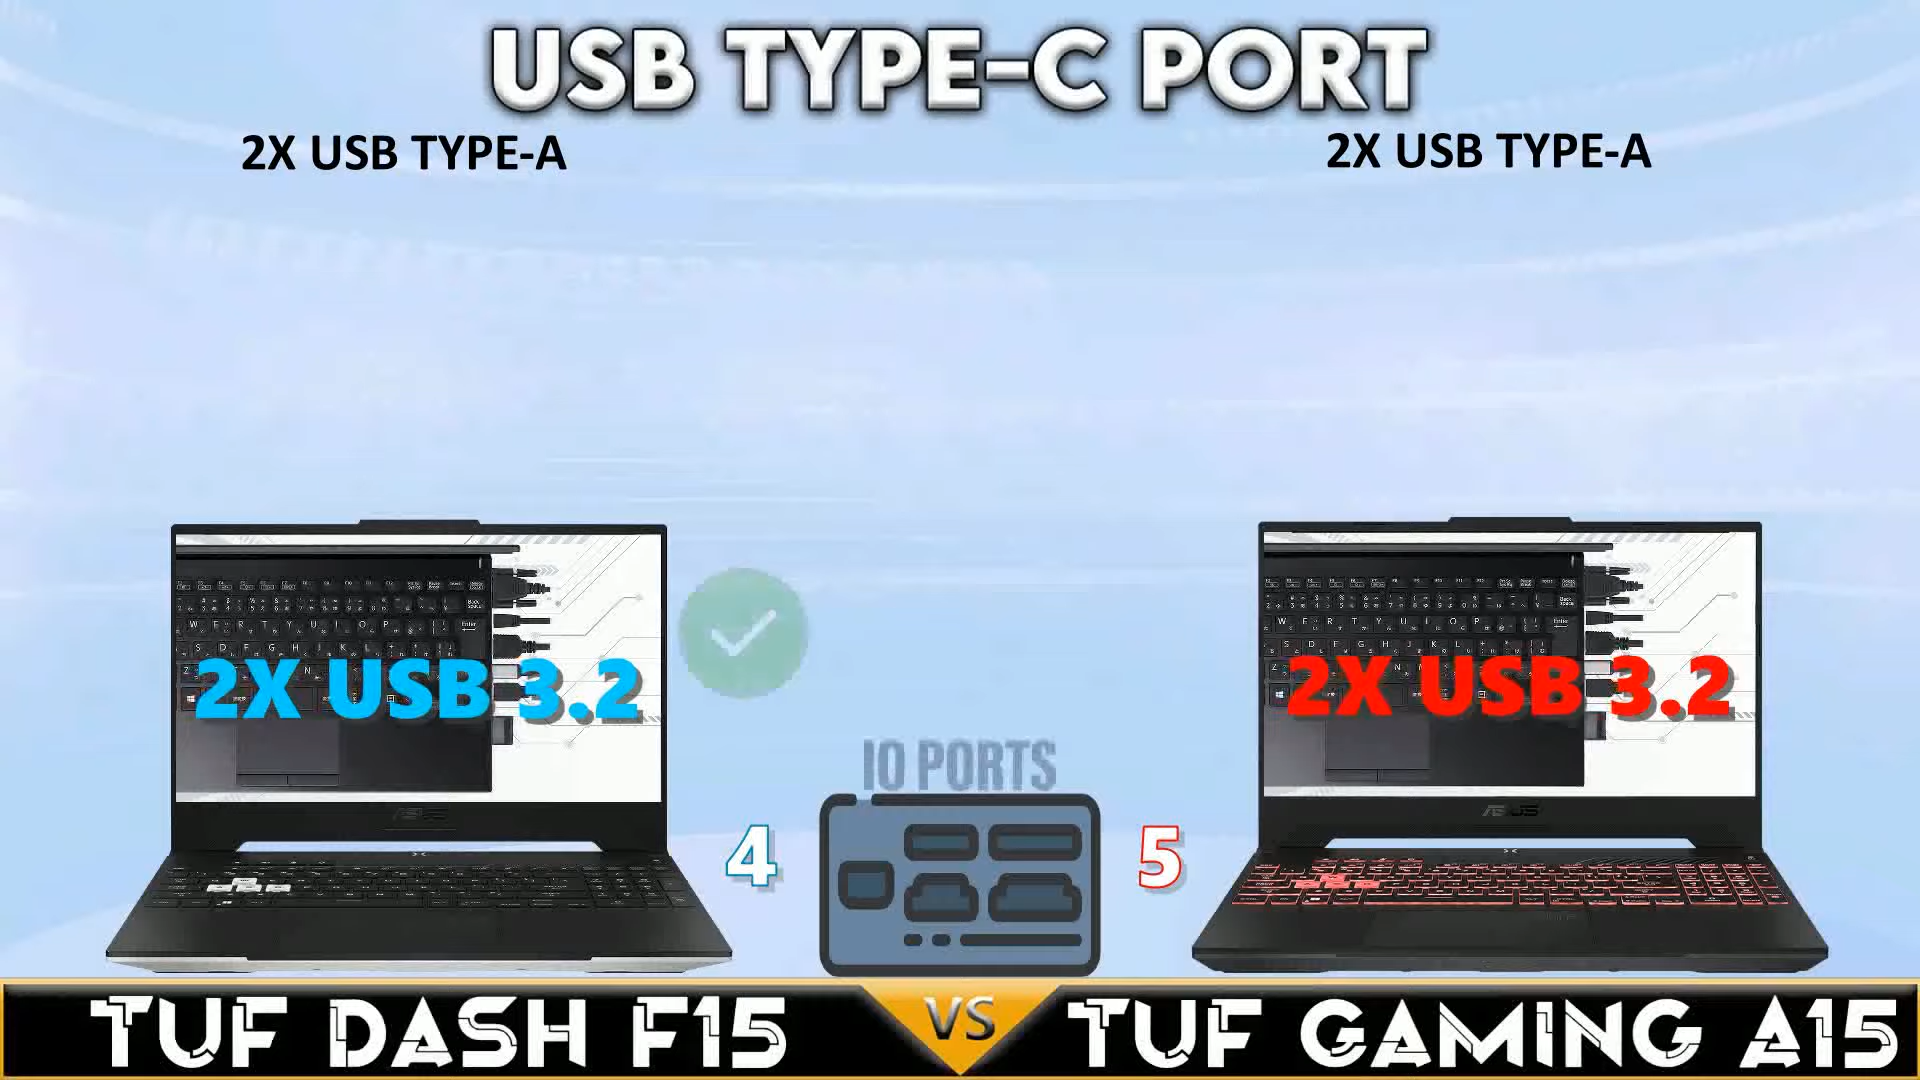 USB TYPE-C PORT
2X USB TYPE-A
2X USB TYPE-A
2X USB 3.2
2X USB 3.2
IO PORTS
4
5
ASUS
TUF DASH F15
VS
TUF GAMING A15